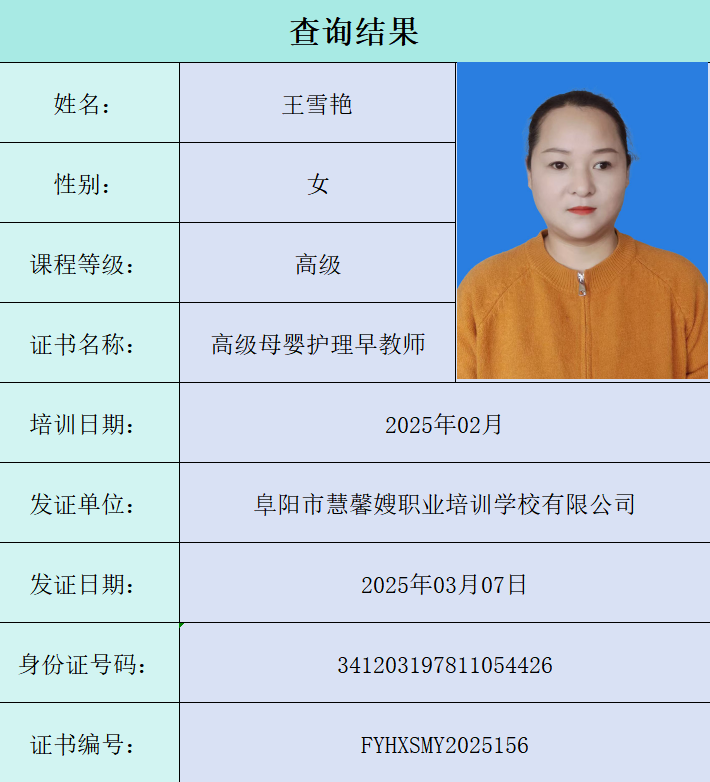 查询结果
姓名： 王雪艳
性别： 女
课程等级： 高级
证书名称： 高级母婴护理早教师
培训日期： 2025年02月
发证单位： 阜阳市慧馨嫂职业培训学校有限公司
发证日期： 2025年03月07日
身份证号码： 341203197811054426
证书编号： FYHXSMY2025156